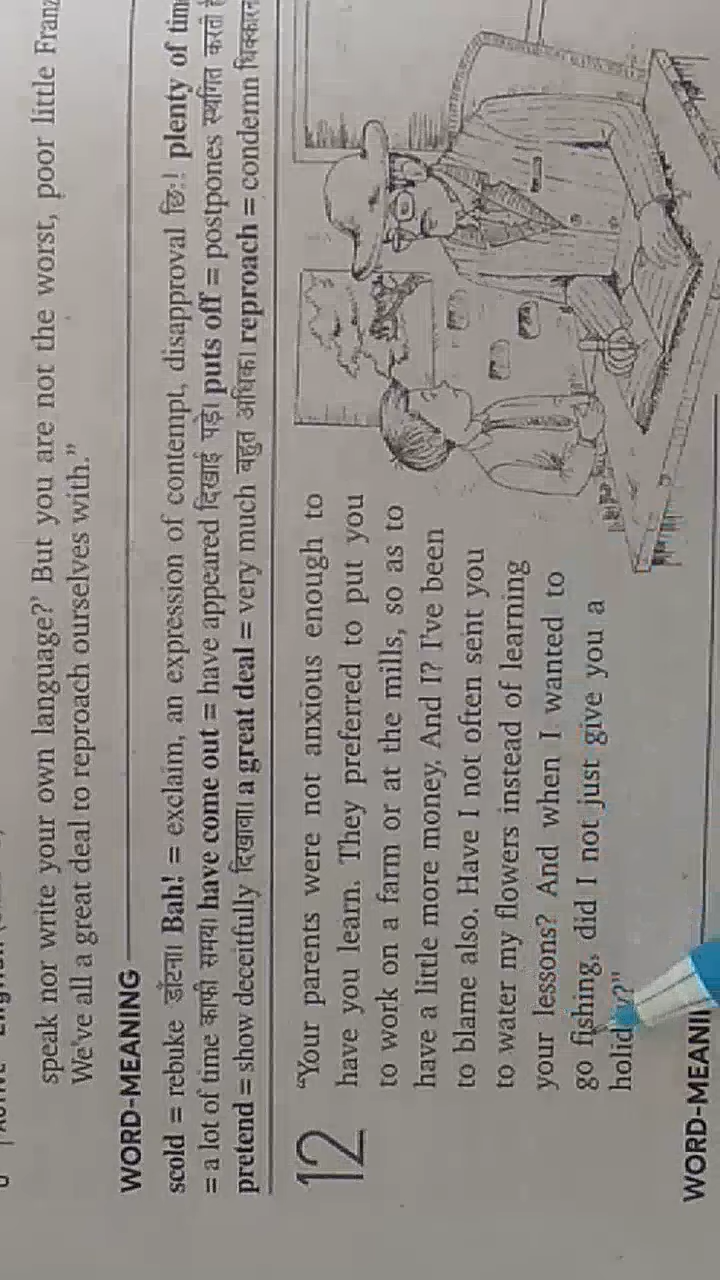 speak nor write your own language?' But you are not the worst, poor little Franz
We've all a great deal to reproach ourselves with."
WORD-MEANING
scold = rebuke डाँटना। Bah! = exclaim, an expression of contempt, disapproval छिः! plenty of time
= a lot of time काफी समय। have come out = have appeared दिखाई पड़े। puts off = postpones स्थगित करता है
pretend = show deceitfully दिखावा। a great deal = very much बहुत अधिक। reproach = condemn धिक्कारना
12 "Your parents were not anxious enough to
have you learn. They preferred to put you
to work on a farm or at the mills, so as to
have a little more money. And I? I've been
to blame also. Have I not often sent you
to water my flowers instead of learning
your lessons? And when I wanted to
go fishing, did I not just give you a
holiday?"
WORD-MEANI